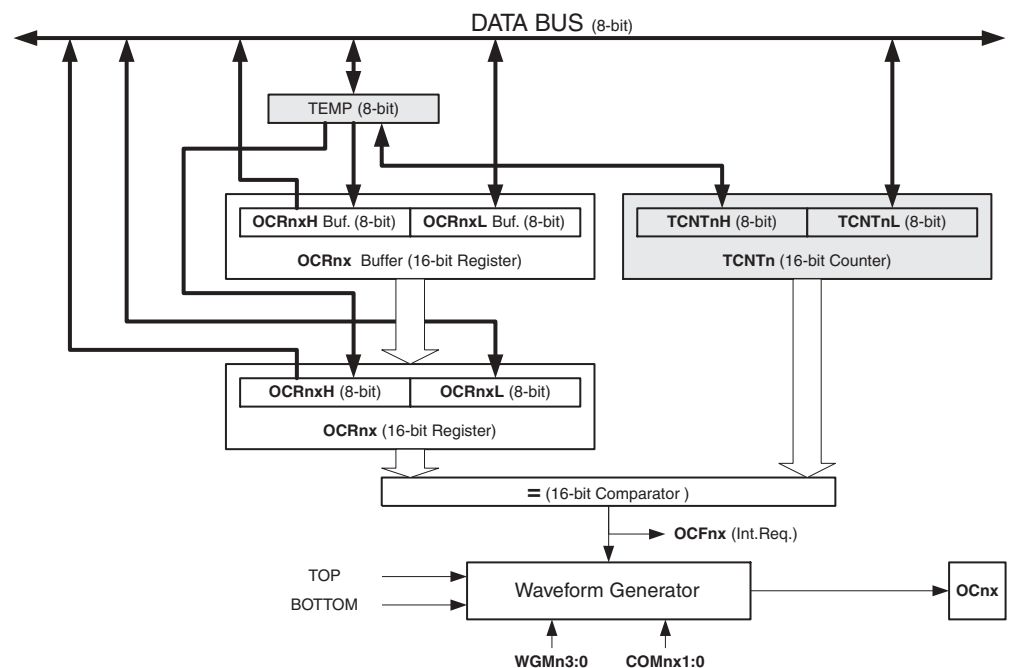 DATA BUS (8-bit)
TEMP (8-bit)
OCRnxH Buf. (8-bit) OCRnxL Buf. (8-bit)
OCRnx Buffer (16-bit Register)
TCNTnH (8-bit) TCNTnL (8-bit)
TCNTn (16-bit Counter)
OCRnxH (8-bit) OCRnxL (8-bit)
OCRnx (16-bit Register)
= (16-bit Comparator )
OCFnx (Int.Req.)
TOP
BOTTOM
Waveform Generator
OCnx
WGMn3:0 COMnx1:0